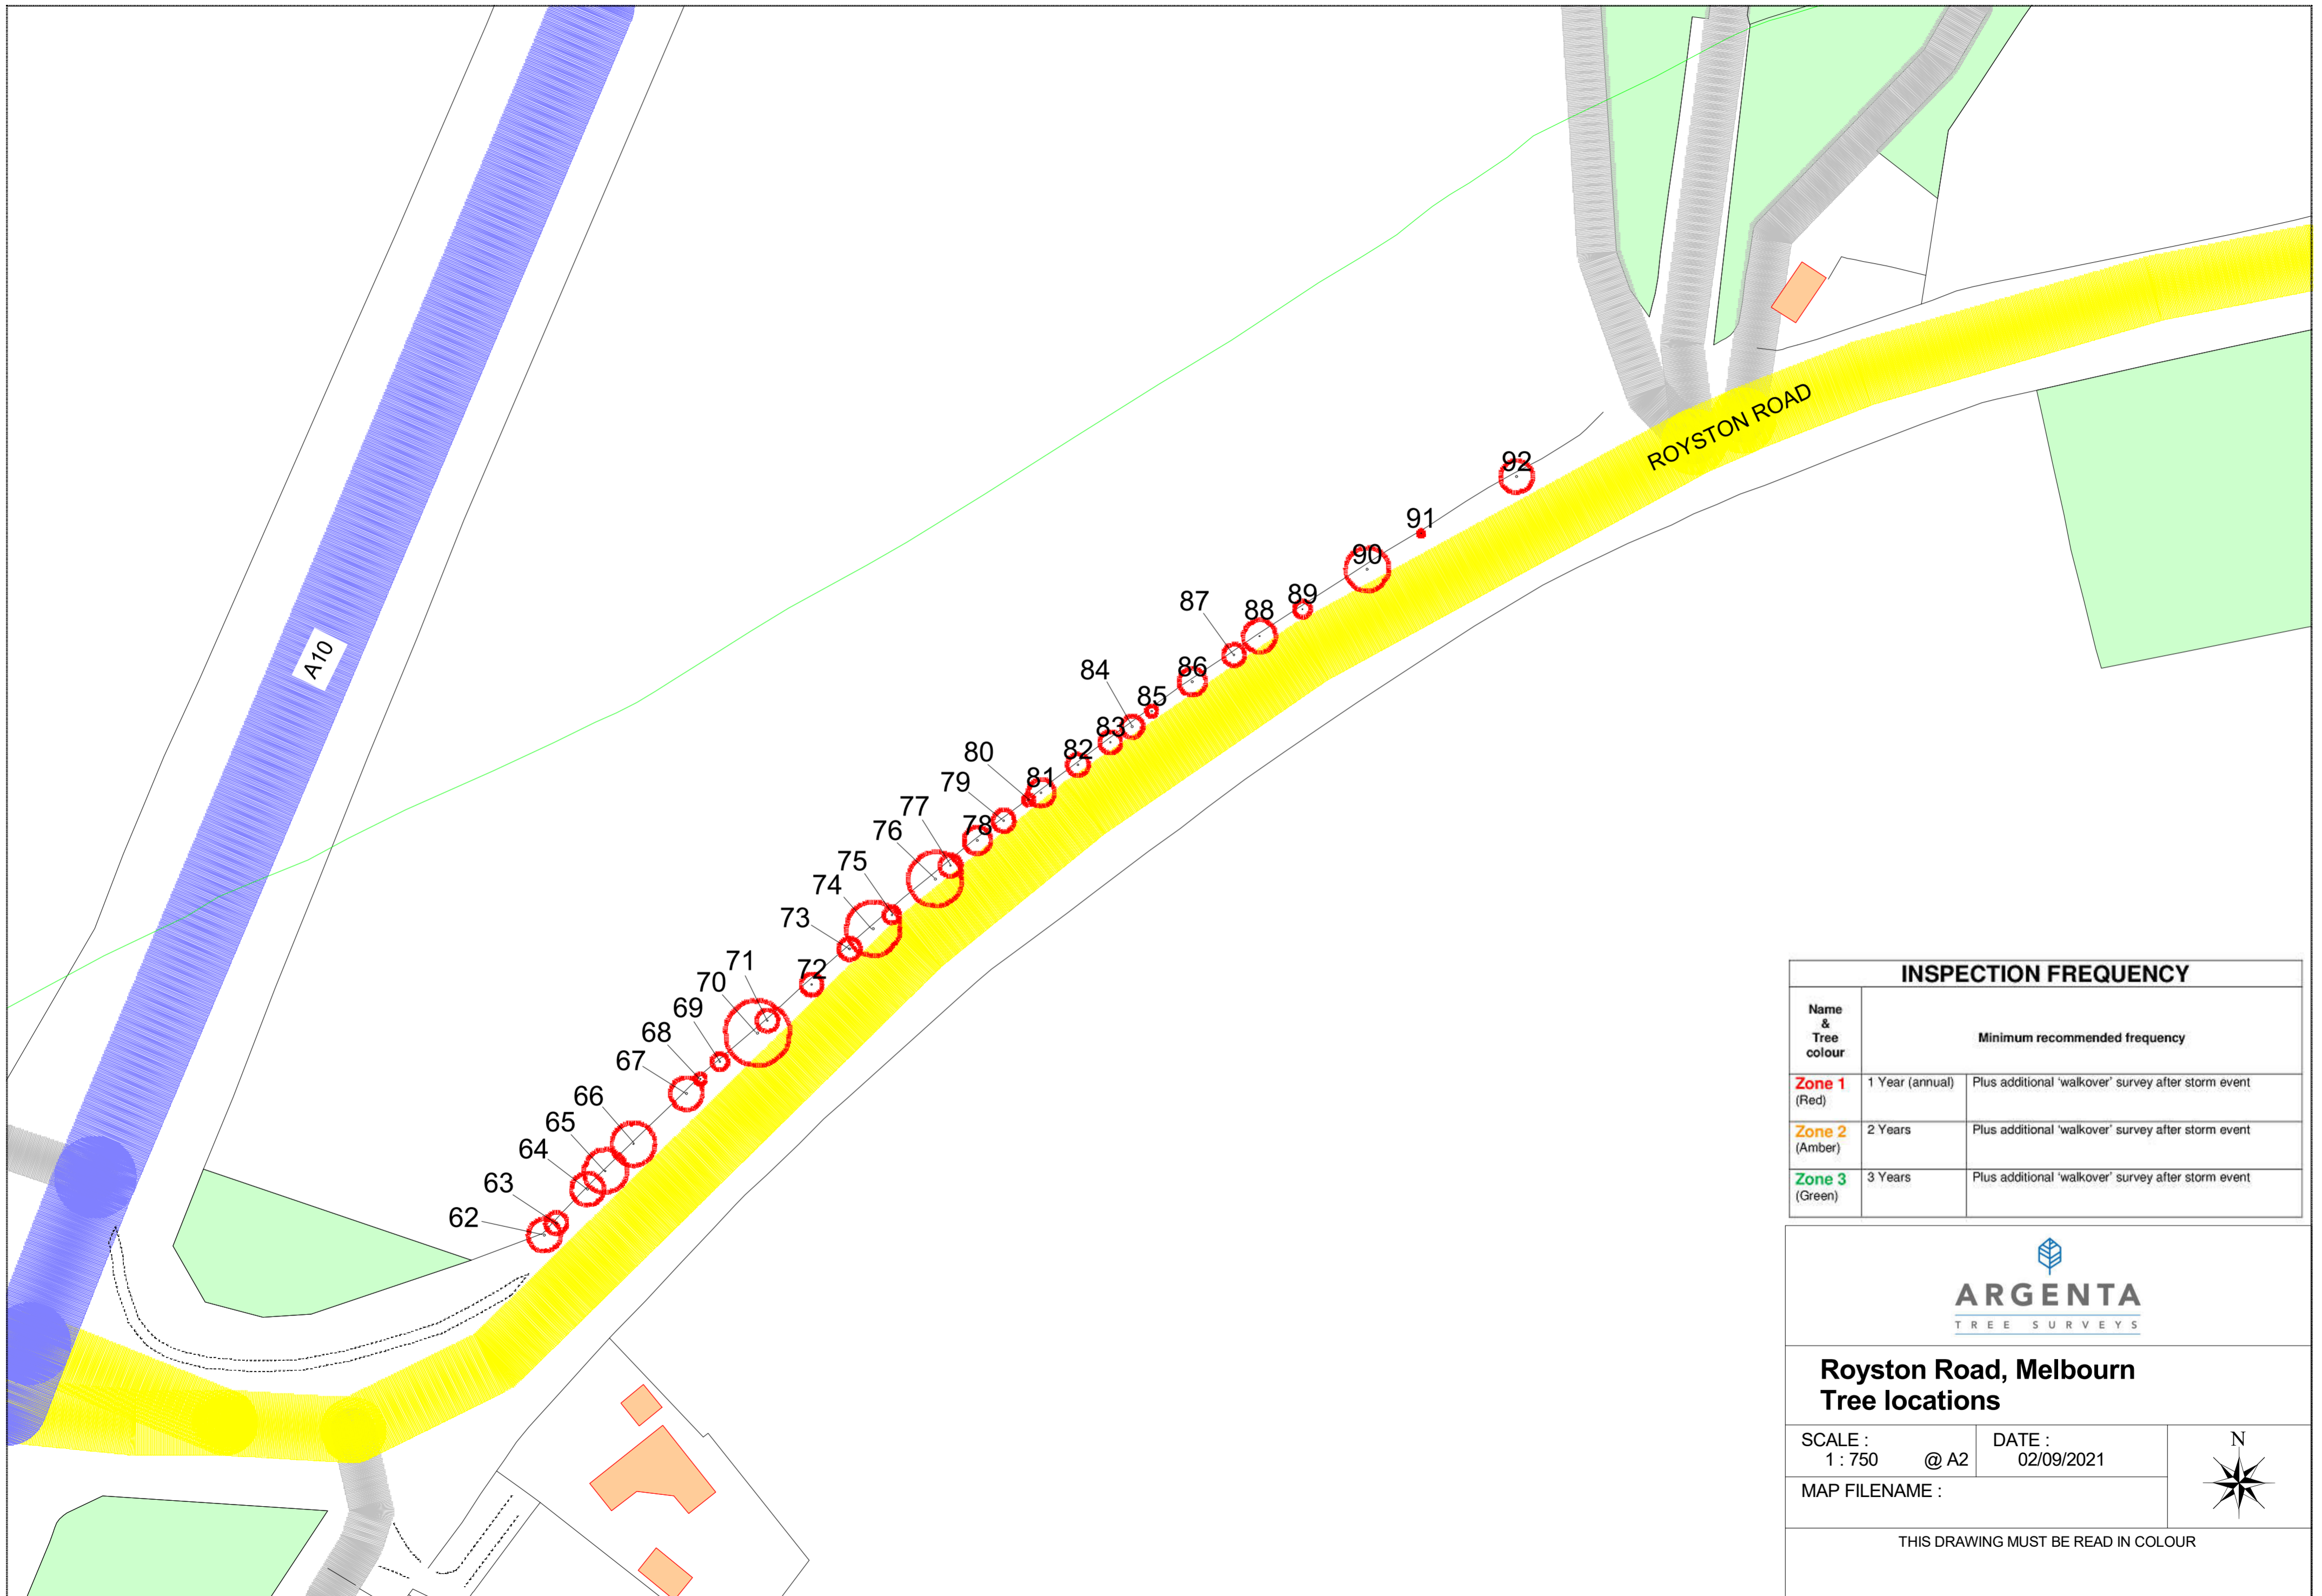 ROYSTON ROAD
92
91
90
89
88
87
86
85
84
83
82
81
80
79
78
77
76
75
74
73
72
71
70
69
68
67
66
65
64
63
62
A10
INSPECTION FREQUENCY
Name
&
Tree
colour
Minimum recommended frequency
Zone 1
(Red)
1 Year (annual)
Plus additional ‘walkover’ survey after storm event
Zone 2
(Amber)
2 Years
Plus additional ‘walkover’ survey after storm event
Zone 3
(Green)
3 Years
Plus additional ‘walkover’ survey after storm event
ARGENTA
TREE SURVEYS
Royston Road, Melbourn
Tree locations
SCALE :
1 : 750 @ A2
DATE :
02/09/2021
N
MAP FILENAME :
THIS DRAWING MUST BE READ IN COLOUR